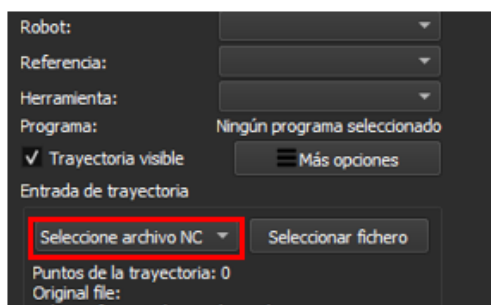 Robot:
Referencia:
Herramienta:
Programa: Ningún programa seleccionado
Trayectoria visible Más opciones
Entrada de trayectoria
Seleccione archivo NC Seleccionar fichero
Puntos de la trayectoria: 0
Original file: